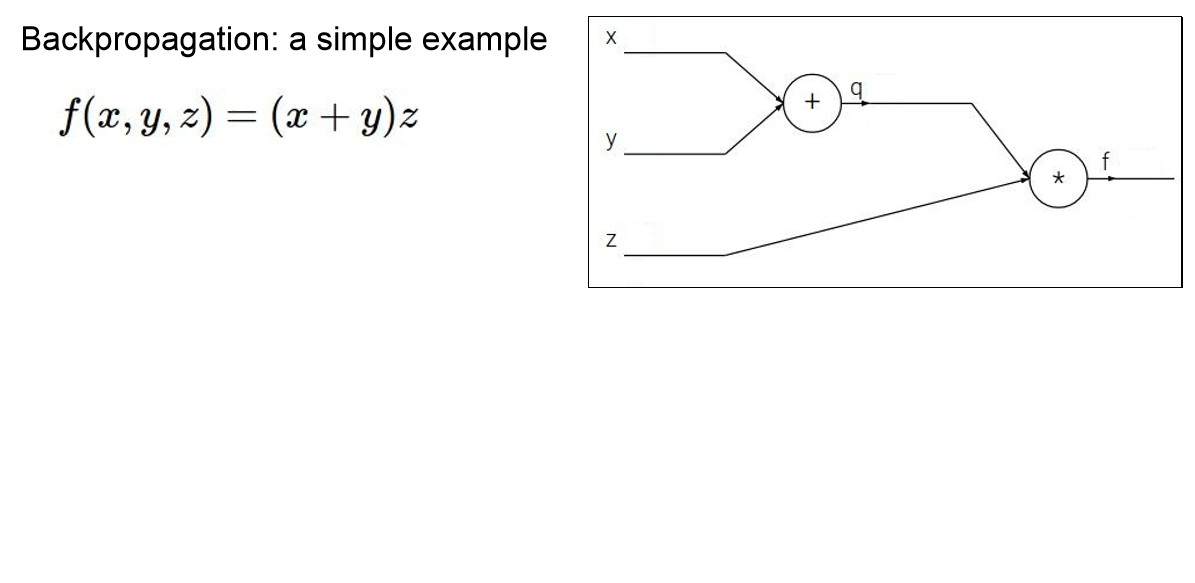 Backpropagation: a simple example
f(x, y, z) = (x + y)z
x
y
z
+
q
*
f